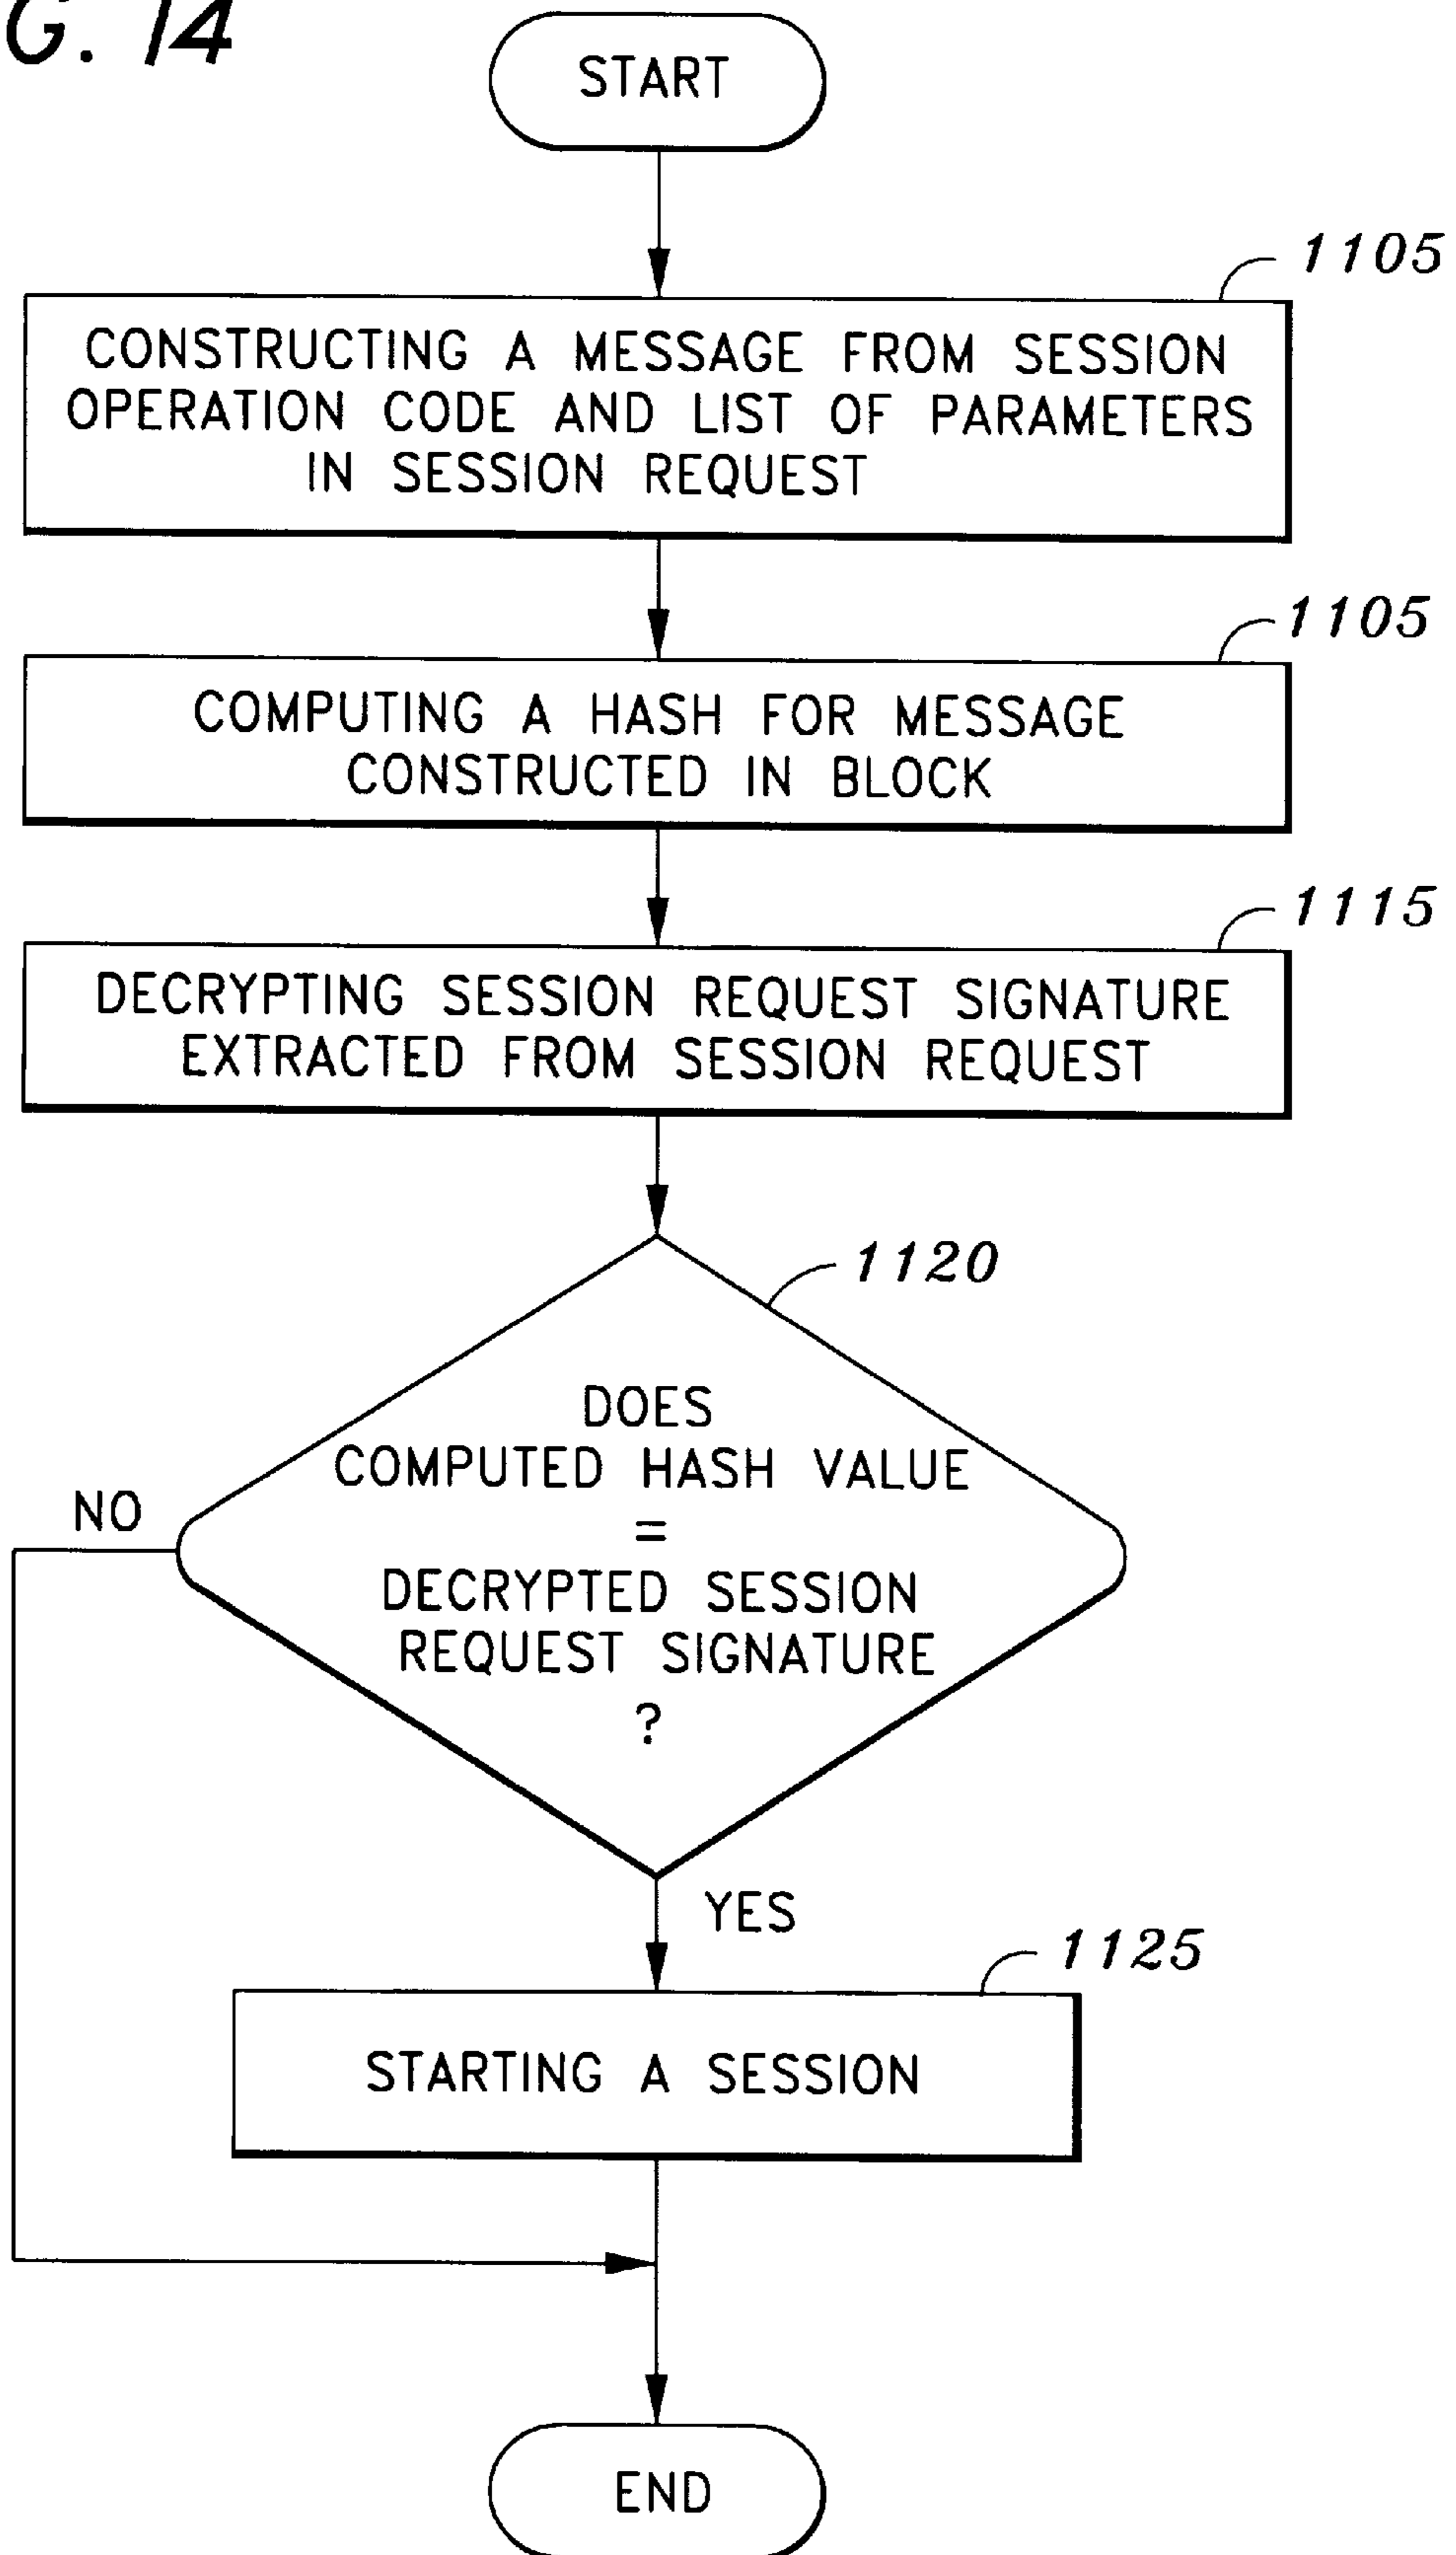 G. 14
START
1105
CONSTRUCTING A MESSAGE FROM SESSION
OPERATION CODE AND LIST OF PARAMETERS
IN SESSION REQUEST
1105
COMPUTING A HASH FOR MESSAGE
CONSTRUCTED IN BLOCK
1115
DECRYPTING SESSION REQUEST SIGNATURE
EXTRACTED FROM SESSION REQUEST
1120
DOES
COMPUTED HASH VALUE
=
DECRYPTED SESSION
REQUEST SIGNATURE
?
NO
YES
1125
STARTING A SESSION
END